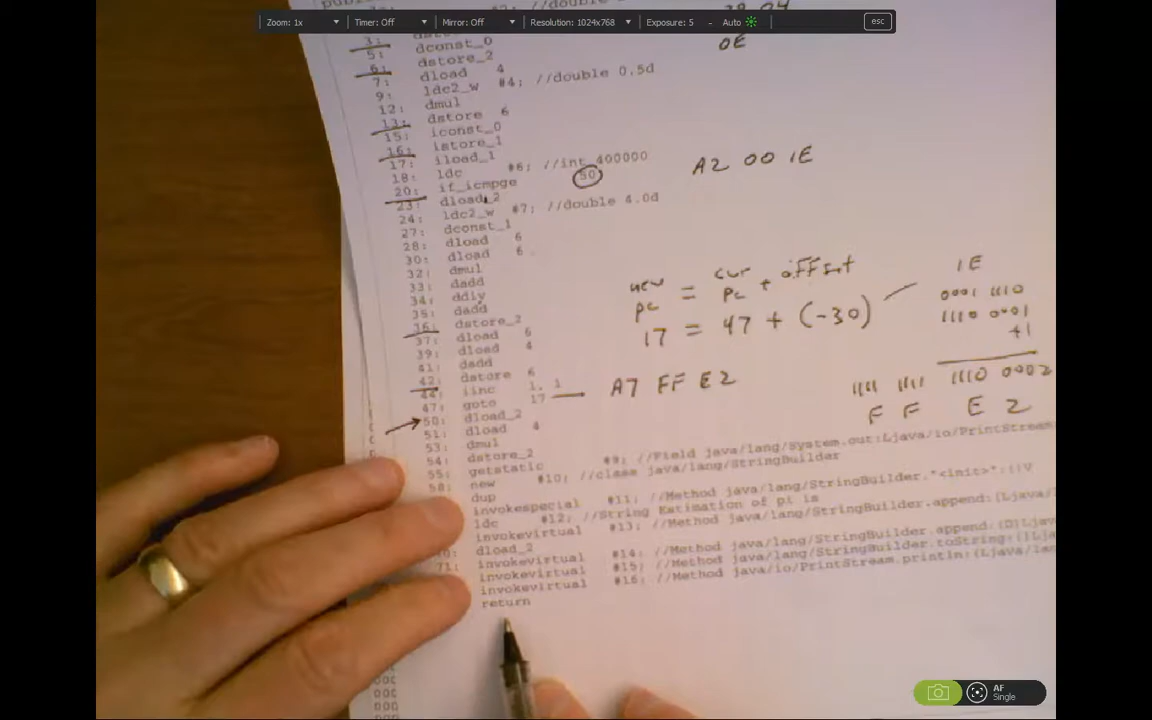 Zoom: 1x Timer: Off Mirror: Off Resolution: 1024x768 Exposure: 5 - Auto esc
3:
5: dconst_0
6: dstore_2
7: dload 4
9: ldc2_w #4; //double 0.5d
12: dmul
13: dstore 6
15: iconst_0
16: istore_1
17: iload_1
18: ldc #6; //int 400000
20: if_icmpge 50
23: dload_2
24: ldc2_w #7; //double 4.0d
27: dconst_1
28: dload 6
30: dload 6
32: dmul
33: dadd
34: ddiv
35: dadd
36: dstore_2
37: dload 6
39: dload 4
41: dadd
42: dstore 6
44: iinc 1, 1
47: goto 17
50: dload_2
51: dload 4
53: dmul
54: dstore_2
55: getstatic #9; //Field java/lang/System.out:Ljava/io/PrintStream
58: new #10; //class java/lang/StringBuilder
dup
invokespecial #11; //Method java/lang/StringBuilder."<init>":()V
ldc #12; //String Estimation of pi is
invokevirtual #13; //Method java/lang/StringBuilder.append:(Ljava/
dload_2
71: invokevirtual #14; //Method java/lang/StringBuilder.append:(D)Ljava
invokevirtual #15; //Method java/lang/StringBuilder.toString:()Lja
invokevirtual #16; //Method java/io/PrintStream.println:(Ljava/lan
return
0E
A2 00 1E
new pc = cur pc + offset
17 = 47 + (-30)
A7 FF E2
1E
0001 1110
1110 0001
+1
1111 1111 1110 0002
F F E 2
AF
Single